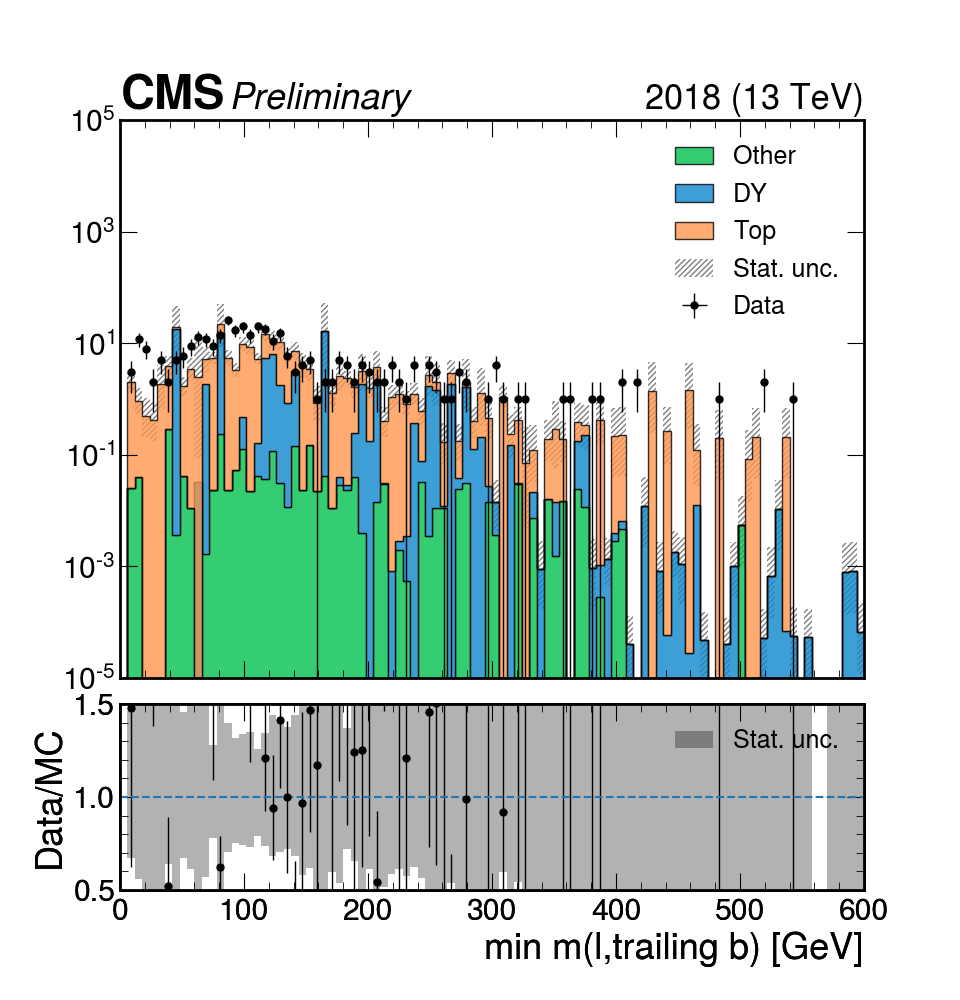 CMS Preliminary 2018 (13 TeV)
10^5
10^3
10^1
10^-1
10^-3
10^-5
Other
DY
Top
Stat. unc.
Data
1.5
1.0
0.5
Data/MC
Stat. unc.
0 100 200 300 400 500 600
min m(l,trailing b) [GeV]